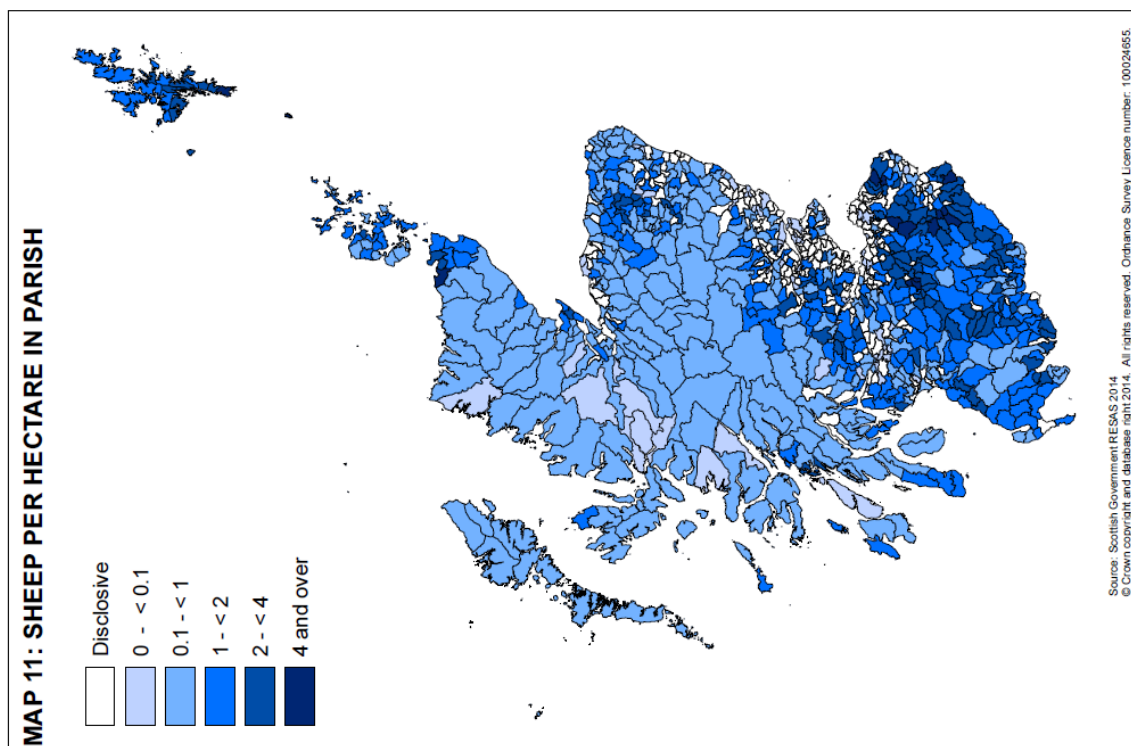 MAP 11: SHEEP PER HECTARE IN PARISH
Disclosive
0 - < 0.1
0.1 - < 1
1 - < 2
2 - < 4
4 and over
Source: Scottish Government RESAS 2014
© Crown copyright and database right 2014. All rights reserved. Ordnance Survey Licence number: 100024655.